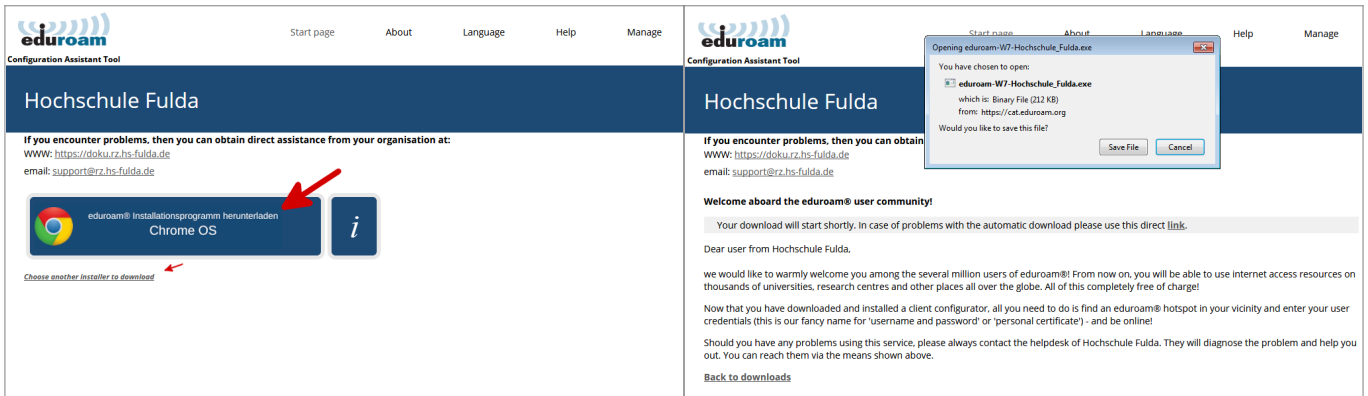 eduroam
Configuration Assistant Tool
Start page About Language Help Manage
Hochschule Fulda
If you encounter problems, then you can obtain direct assistance from your organisation at:
WWW: https://doku.rz.hs-fulda.de
email: support@rz.hs-fulda.de
eduroam® Installationsprogramm herunterladen
Chrome OS
i
Choose another installer to download
eduroam
Configuration Assistant Tool
Start page About Language Help Manage
Opening eduroam-W7-Hochschule_Fulda.exe
You have chosen to open:
eduroam-W7-Hochschule_Fulda.exe
which is: Binary File (212 KB)
from: https://cat.eduroam.org
Would you like to save this file?
Save File Cancel
Hochschule Fulda
If you encounter problems, then you can obtain
WWW: https://doku.rz.hs-fulda.de
email: support@rz.hs-fulda.de
Welcome aboard the eduroam® user community!
Your download will start shortly. In case of problems with the automatic download please use this direct link.
Dear user from Hochschule Fulda,
we would like to warmly welcome you among the several million users of eduroam®! From now on, you will be able to use internet access resources on
thousands of universities, research centres and other places all over the globe. All of this completely free of charge!
Now that you have downloaded and installed a client configurator, all you need to do is find an eduroam® hotspot in your vicinity and enter your user
credentials (this is our fancy name for 'username and password' or 'personal certificate') - and be online!
Should you have any problems using this service, please always contact the helpdesk of Hochschule Fulda. They will diagnose the problem and help you
out. You can reach them via the means shown above.
Back to downloads